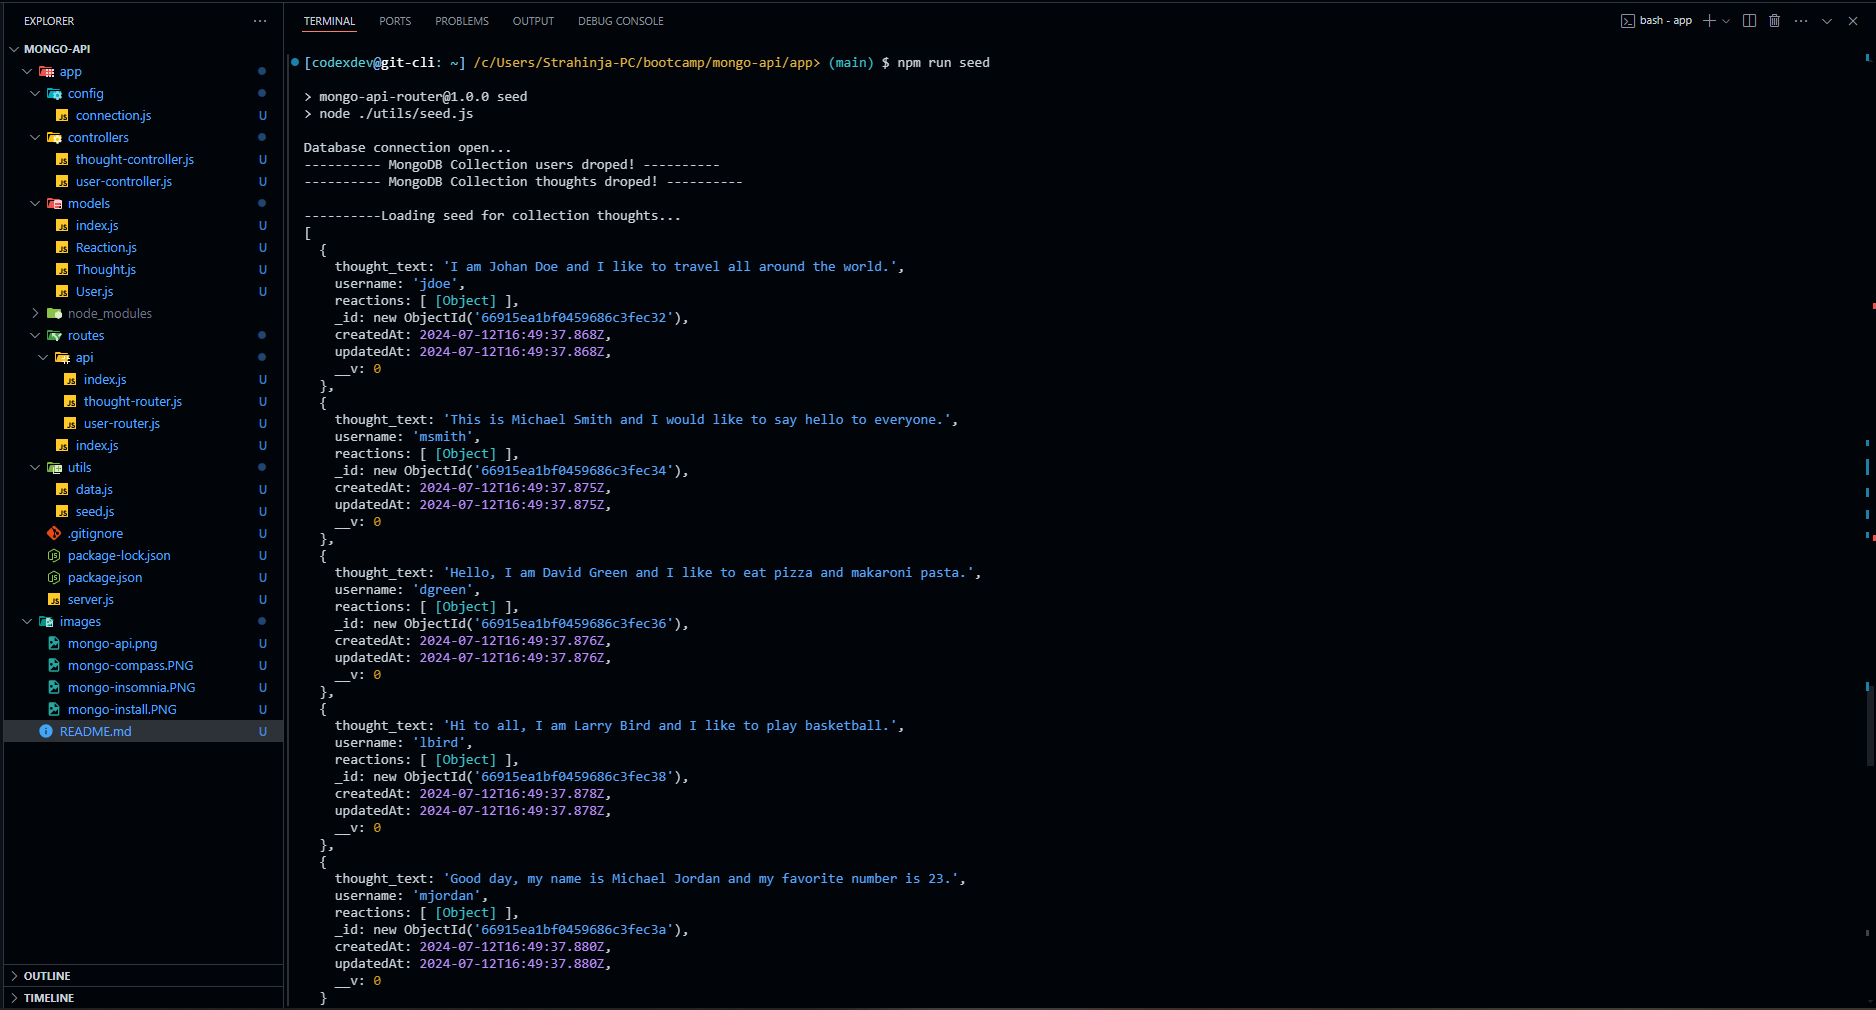 EXPLORER
MONGO-API
app
config
connection.js U
controllers
thought-controller.js U
user-controller.js U
models
index.js U
Reaction.js U
Thought.js U
User.js U
node_modules
routes
api
index.js U
thought-router.js U
user-router.js U
index.js U
utils
data.js U
seed.js U
.gitignore U
package-lock.json U
package.json U
server.js U
images
mongo-api.png U
mongo-compass.PNG U
mongo-insomnia.PNG U
mongo-install.PNG U
README.md U
OUTLINE
TIMELINE
TERMINAL PORTS PROBLEMS OUTPUT DEBUG CONSOLE
bash - app
[codexdev@git-cli: ~] /c/Users/Strahinja-PC/bootcamp/mongo-api/app> (main) $ npm run seed
> mongo-api-router@1.0.0 seed
> node ./utils/seed.js
Database connection open...
---------- MongoDB Collection users droped! ----------
---------- MongoDB Collection thoughts droped! ----------
----------Loading seed for collection thoughts...
[
{
thought_text: 'I am Johan Doe and I like to travel all around the world.',
username: 'jdoe',
reactions: [ [Object] ],
_id: new ObjectId('66915ea1bf0459686c3fec32'),
createdAt: 2024-07-12T16:49:37.868Z,
updatedAt: 2024-07-12T16:49:37.868Z,
__v: 0
},
{
thought_text: 'This is Michael Smith and I would like to say hello to everyone.',
username: 'msmith',
reactions: [ [Object] ],
_id: new ObjectId('66915ea1bf0459686c3fec34'),
createdAt: 2024-07-12T16:49:37.875Z,
updatedAt: 2024-07-12T16:49:37.875Z,
__v: 0
},
{
thought_text: 'Hello, I am David Green and I like to eat pizza and makaroni pasta.',
username: 'dgreen',
reactions: [ [Object] ],
_id: new ObjectId('66915ea1bf0459686c3fec36'),
createdAt: 2024-07-12T16:49:37.876Z,
updatedAt: 2024-07-12T16:49:37.876Z,
__v: 0
},
{
thought_text: 'Hi to all, I am Larry Bird and I like to play basketball.',
username: 'lbird',
reactions: [ [Object] ],
_id: new ObjectId('66915ea1bf0459686c3fec38'),
createdAt: 2024-07-12T16:49:37.878Z,
updatedAt: 2024-07-12T16:49:37.878Z,
__v: 0
},
{
thought_text: 'Good day, my name is Michael Jordan and my favorite number is 23.',
username: 'mjordan',
reactions: [ [Object] ],
_id: new ObjectId('66915ea1bf0459686c3fec3a'),
createdAt: 2024-07-12T16:49:37.880Z,
updatedAt: 2024-07-12T16:49:37.880Z,
__v: 0
}